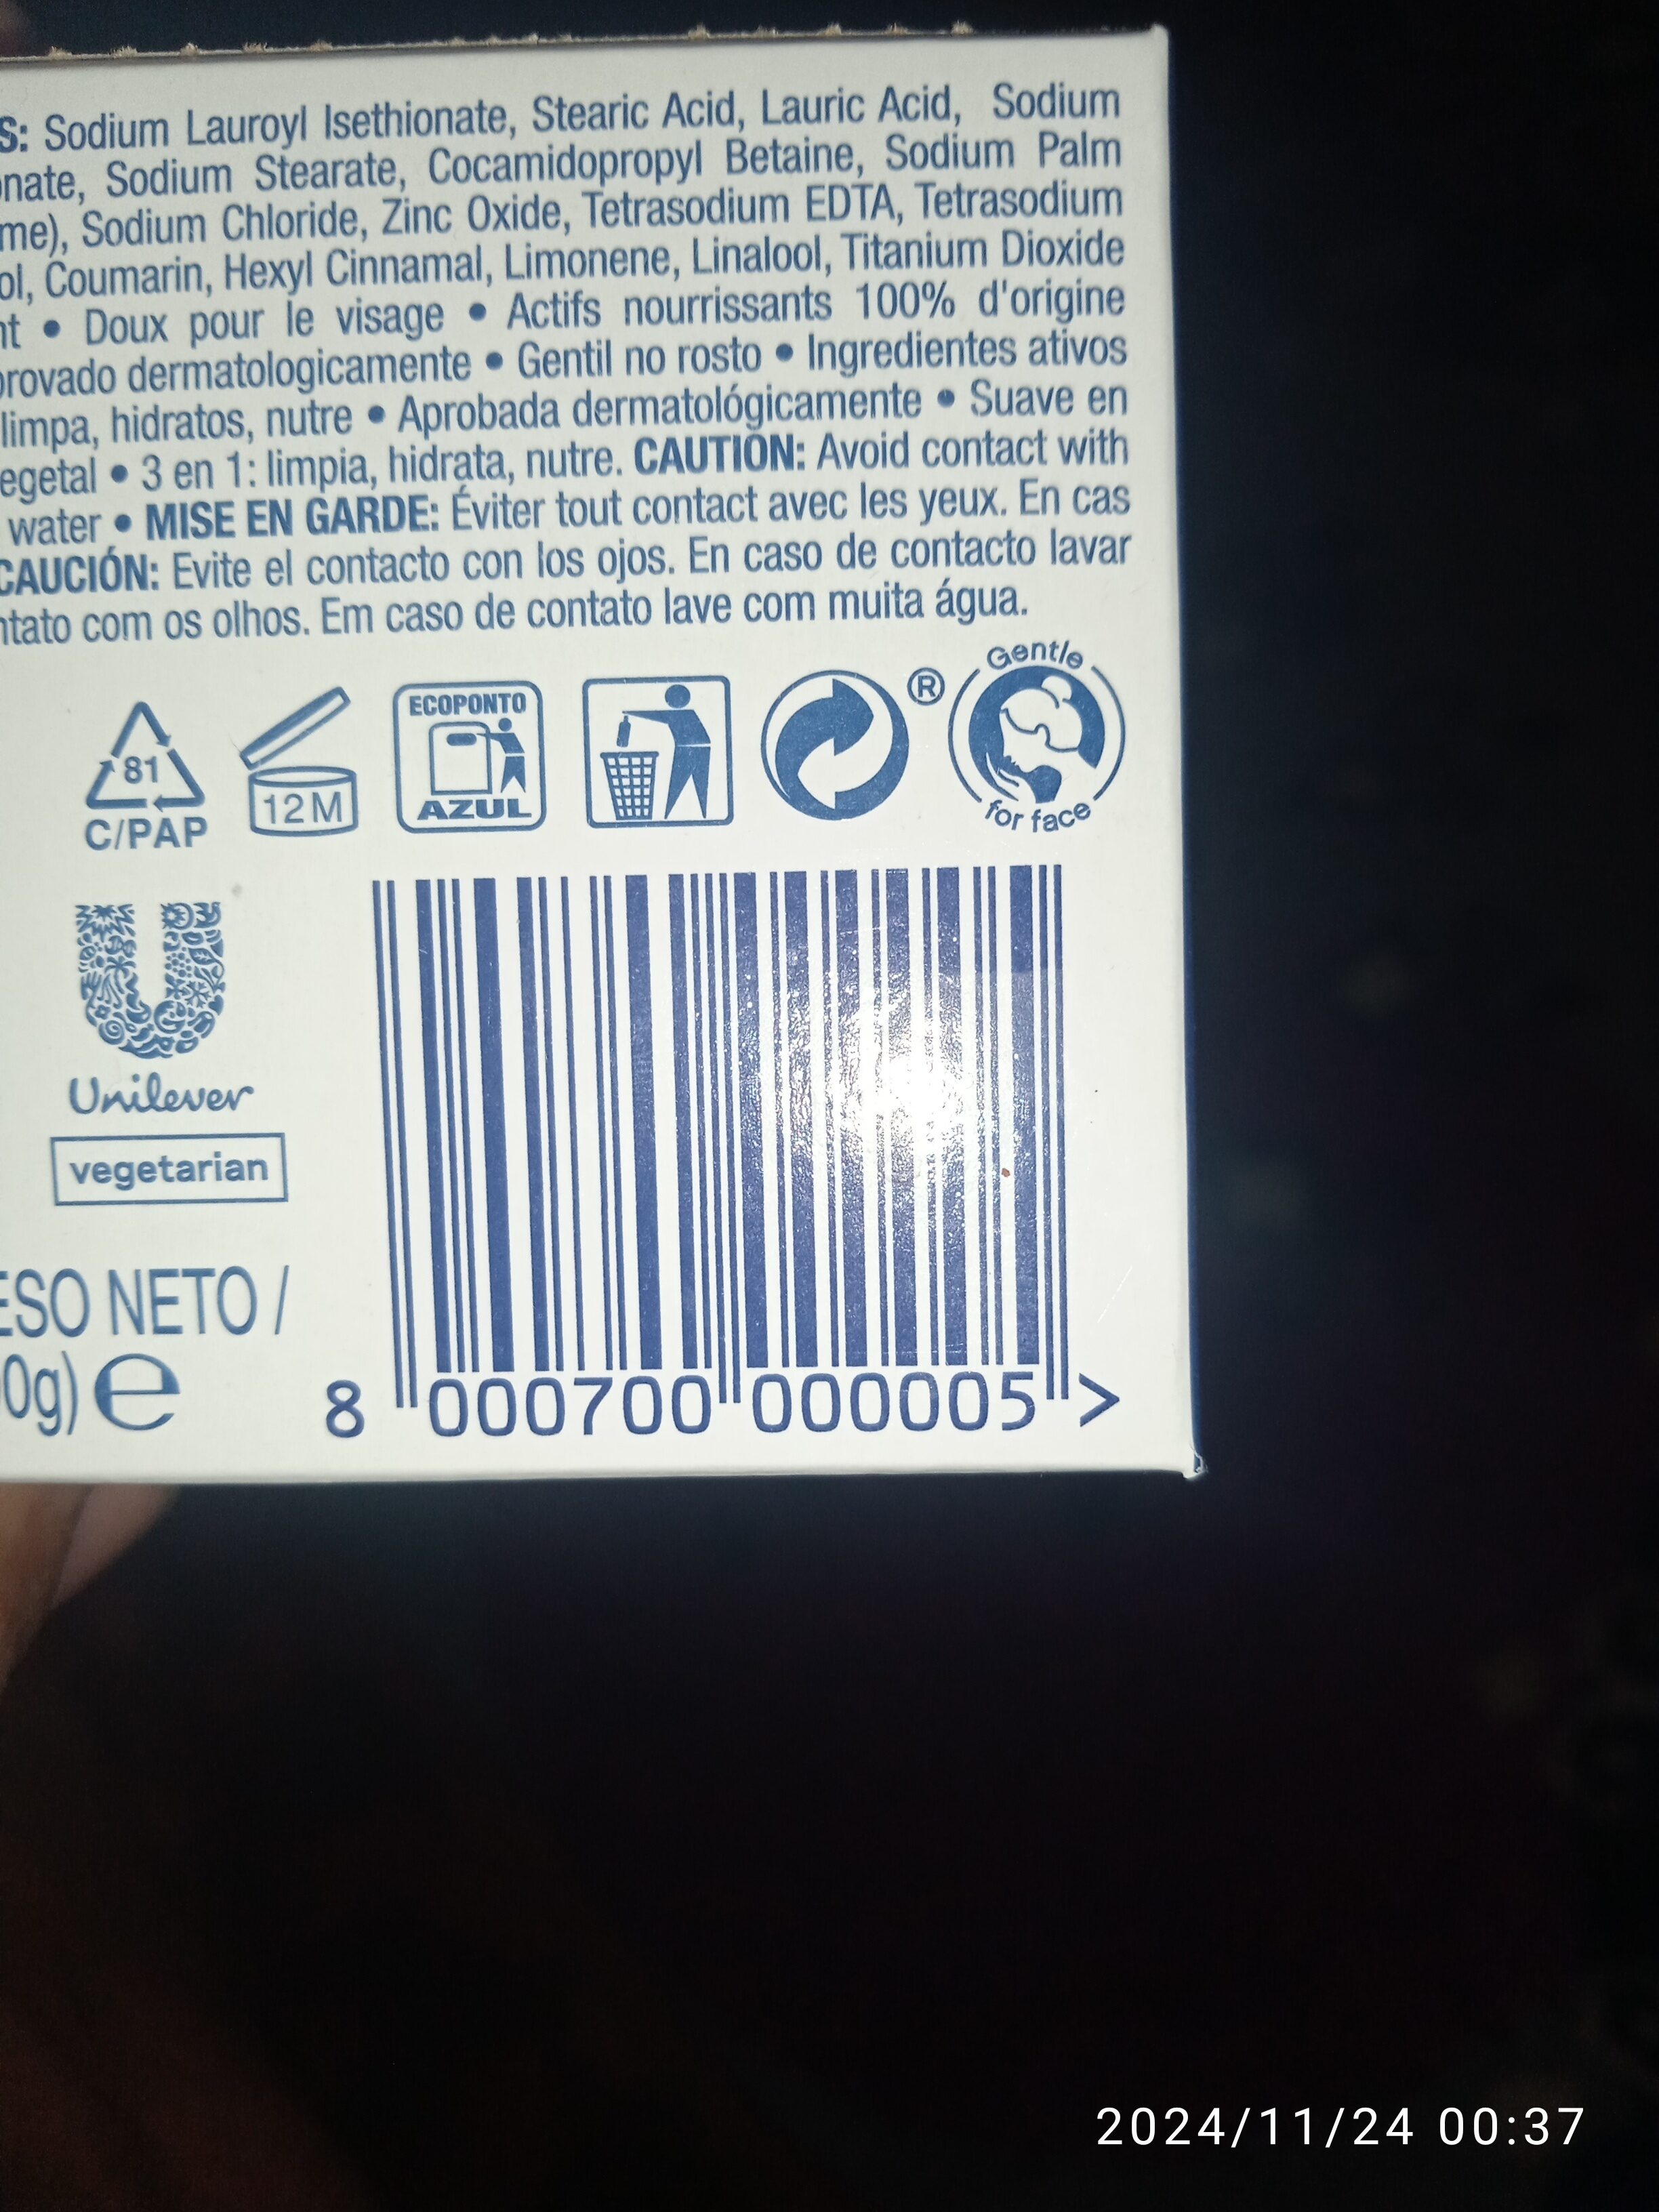 S: Sodium Lauroyl Isethionate, Stearic Acid, Lauric Acid, Sodium
nate, Sodium Stearate, Cocamidopropyl Betaine, Sodium Palm
me), Sodium Chloride, Zinc Oxide, Tetrasodium EDTA, Tetrasodium
ol, Coumarin, Hexyl Cinnamal, Limonene, Linalool, Titanium Dioxide
nt • Doux pour le visage • Actifs nourrissants 100% d'origine
provado dermatologicamente • Gentil no rosto • Ingredientes ativos
limpa, hidratos, nutre • Aprobada dermatológicamente • Suave en
egetal • 3 en 1: limpia, hidrata, nutre. CAUTION: Avoid contact with
water • MISE EN GARDE: Éviter tout contact avec les yeux. En cas
CAUCIÓN: Evite el contacto con los ojos. En caso de contacto lavar
ntato com os olhos. Em caso de contato lave com muita água.
81
C/PAP
12M
ECOPONTO
AZUL
®
Gentle
for face
Unilever
vegetarian
ESO NETO /
0g) e
8 000700 000005 >
2024/11/24 00:37